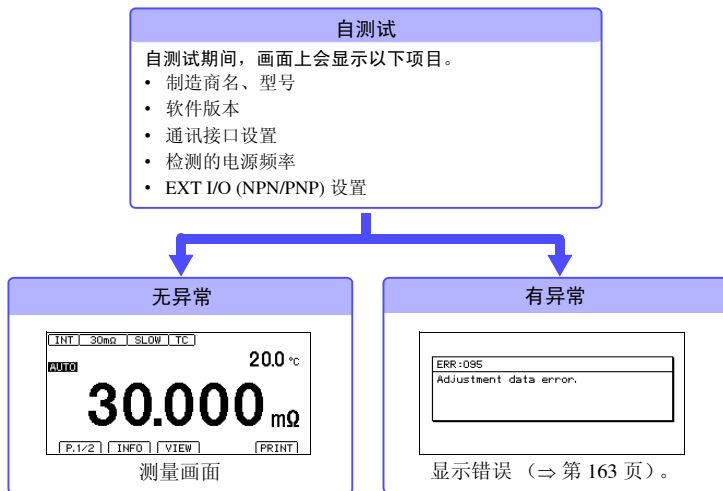 自测试
自测试期间，画面上会显示以下项目。
• 制造商名、型号
• 软件版本
• 通讯接口设置
• 检测的电源频率
• EXT I/O (NPN/PNP) 设置
无异常
INT 30mΩ SLOW TC
20.0 ℃
AUTO
30.000 mΩ
P.1/2 INFO VIEW PRINT
测量画面
有异常
ERR:095
Adjustment data error.
显示错误 （⇒ 第 163 页）。